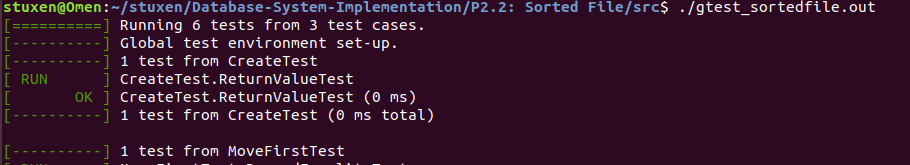 stuxen@Omen:~/stuxen/Database-System-Implementation/P2.2: Sorted File/src$ ./gtest_sortedfile.out
[==========] Running 6 tests from 3 test cases.
[----------] Global test environment set-up.
[----------] 1 test from CreateTest
[ RUN      ] CreateTest.ReturnValueTest
[       OK ] CreateTest.ReturnValueTest (0 ms)
[----------] 1 test from CreateTest (0 ms total)

[----------] 1 test from MoveFirstTest